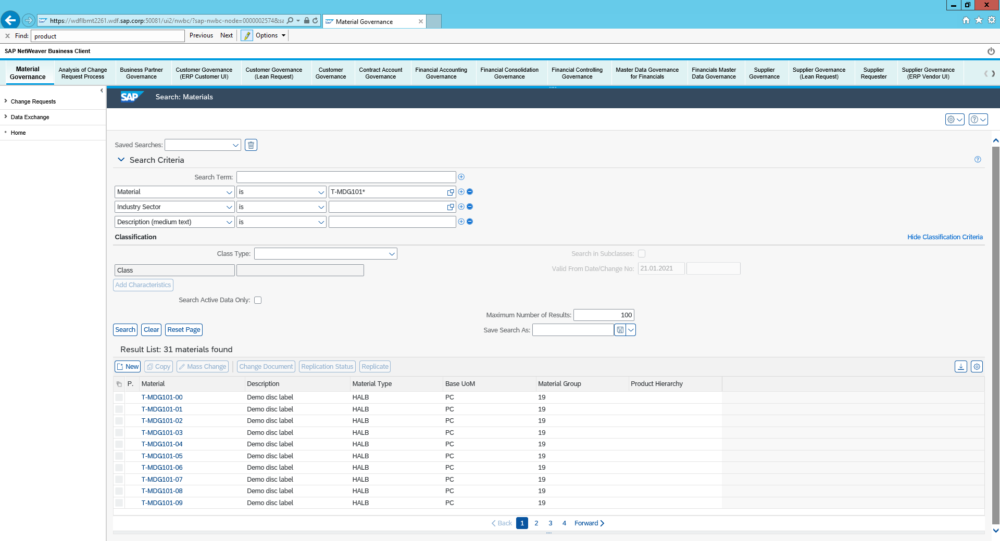 https://wdflbmt2261.wdf.sap.corp:50081/ui2/nwbc/?sap-nwbc-node=0000002574&sa
Material Governance
x Find: product Previous Next Options
SAP NetWeaver Business Client
Material Governance
Analysis of Change Request Process
Business Partner Governance
Customer Governance (ERP Customer UI)
Customer Governance (Lean Request)
Customer Governance
Contract Account Governance
Financial Accounting Governance
Financial Consolidation Governance
Financial Controlling Governance
Master Data Governance for Financials
Financials Master Data Governance
Supplier Governance
Supplier Governance (Lean Request)
Supplier Requester
Supplier Governance (ERP Vendor UI)
Change Requests
Data Exchange
Home
SAP Search: Materials
Saved Searches:
Search Criteria
Search Term:
Material is T-MDG101*
Industry Sector is
Description (medium text) is
Classification Hide Classification Criteria
Class Type: Search in Subclasses:
Class Valid From Date/Change No: 21.01.2021
Add Characteristics
Search Active Data Only:
Maximum Number of Results: 100
Search Clear Reset Page Save Search As:
Result List: 31 materials found
New Copy Mass Change Change Document Replication Status Replicate
P. Material Description Material Type Base UoM Material Group Product Hierarchy
T-MDG101-00 Demo disc label HALB PC 19
T-MDG101-01 Demo disc label HALB PC 19
T-MDG101-02 Demo disc label HALB PC 19
T-MDG101-03 Demo disc label HALB PC 19
T-MDG101-04 Demo disc label HALB PC 19
T-MDG101-05 Demo disc label HALB PC 19
T-MDG101-06 Demo disc label HALB PC 19
T-MDG101-07 Demo disc label HALB PC 19
T-MDG101-08 Demo disc label HALB PC 19
T-MDG101-09 Demo disc label HALB PC 19
Back 1 2 3 4 Forward